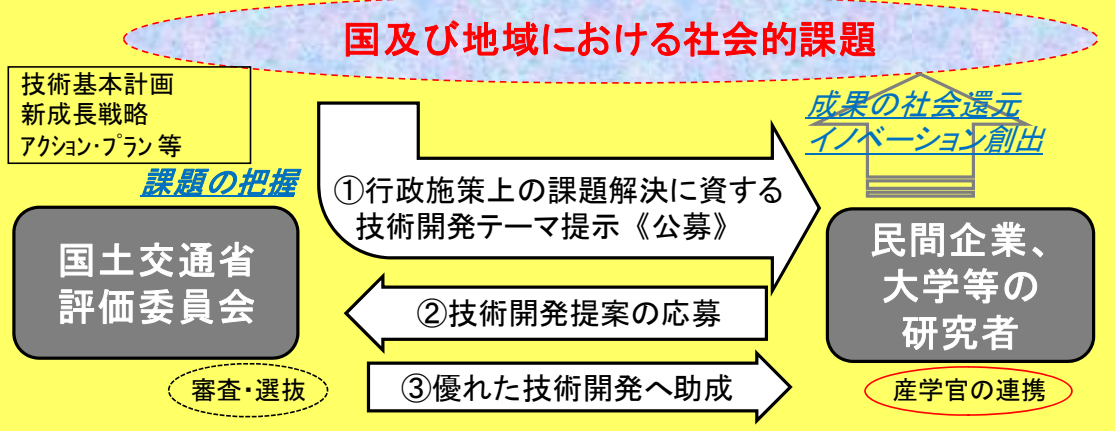 国及び地域における社会的課題
技術基本計画
新成長戦略
アクション・プラン 等
課題の把握
成果の社会還元
イノベーション創出
①行政施策上の課題解決に資する
技術開発テーマ提示《公募》
国土交通省
評価委員会
民間企業、
大学等の
研究者
②技術開発提案の応募
③優れた技術開発へ助成
審査・選抜
産学官の連携